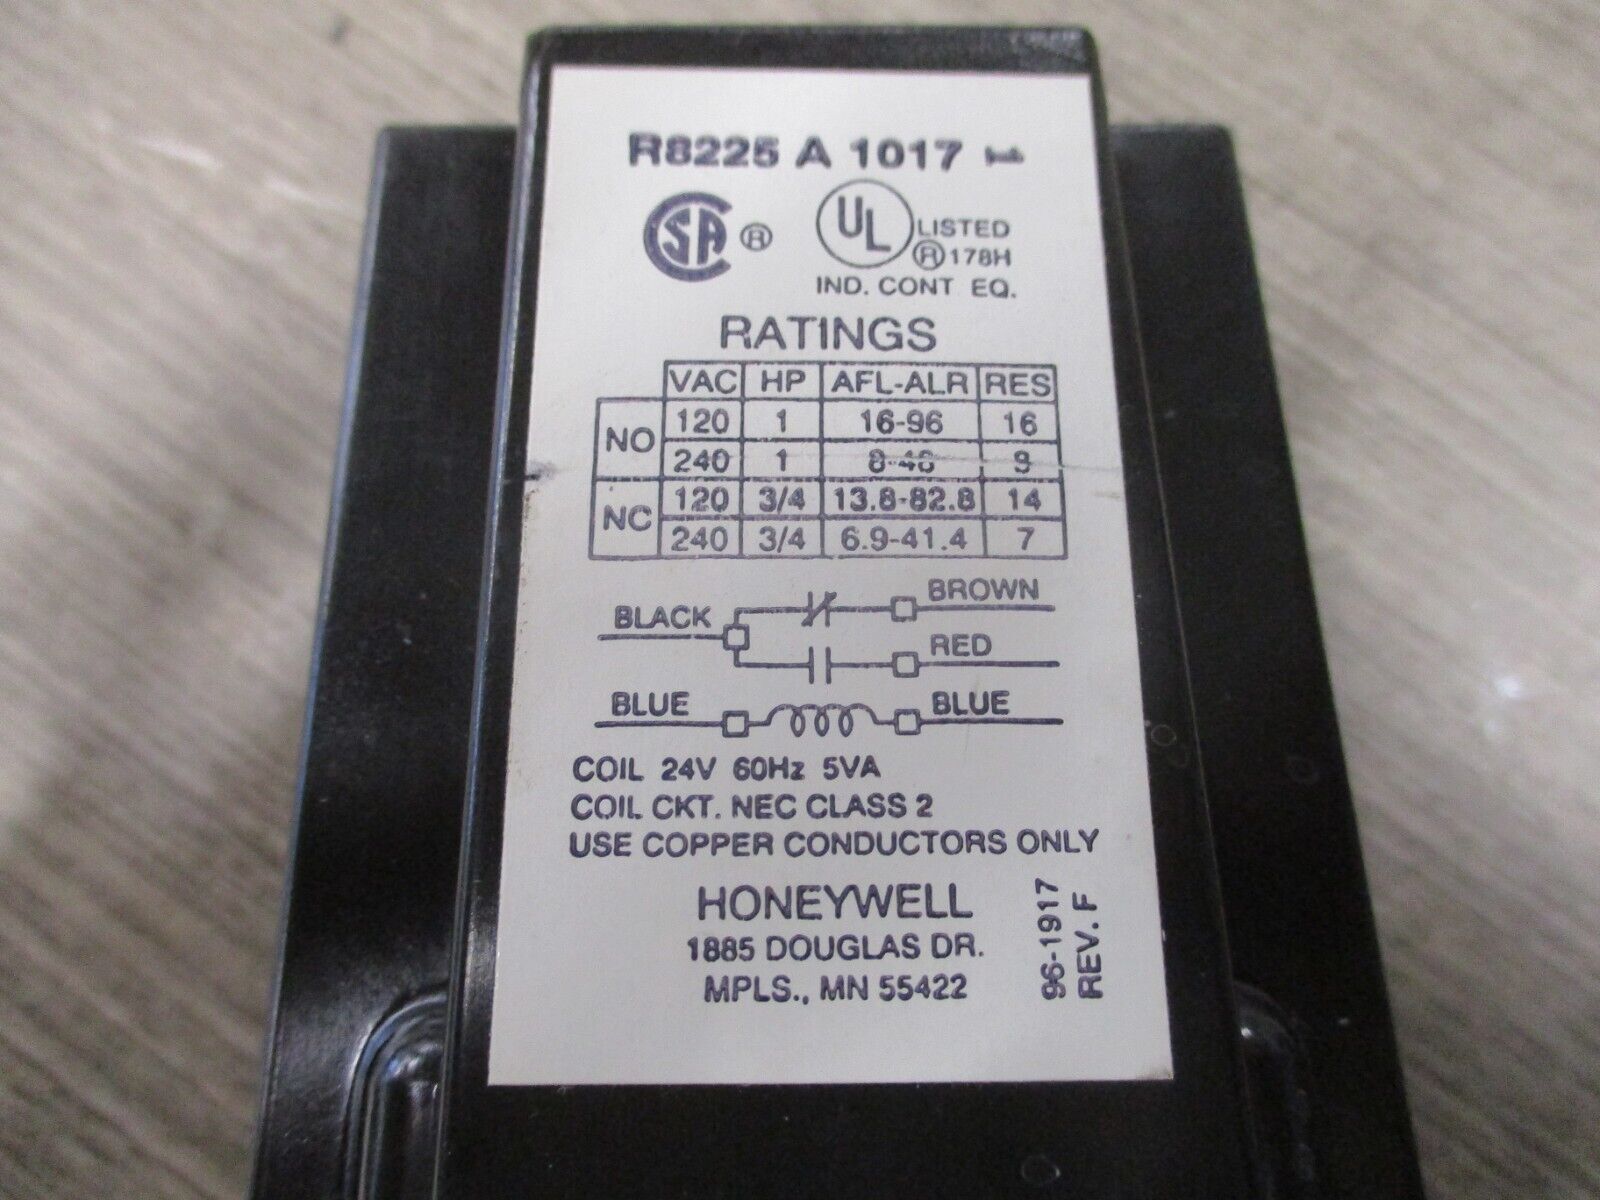 R8225 A 1017
CSA ®
UL LISTED
® 178H
IND. CONT EQ.
RATINGS
VAC HP AFL-ALR RES
NO 120 1 16-96 16
240 1 8-48 9
NC 120 3/4 13.8-82.8 14
240 3/4 6.9-41.4 7
BLACK BROWN
RED
BLUE BLUE
COIL 24V 60Hz 5VA
COIL CKT. NEC CLASS 2
USE COPPER CONDUCTORS ONLY
HONEYWELL
1885 DOUGLAS DR.
MPLS., MN 55422
96-1917
REV. F